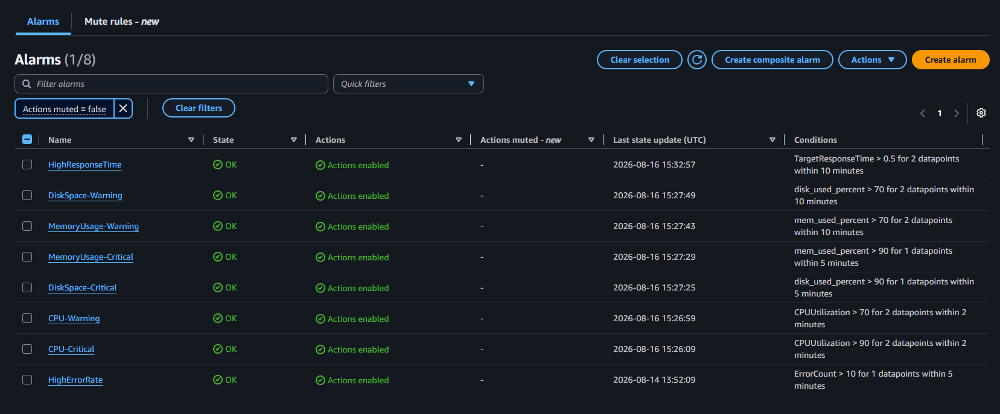 Alarms
Mute rules - new
Alarms (1/8)
Clear selection
Create composite alarm
Actions
Create alarm
Filter alarms
Quick filters
Actions muted = false
Clear filters
1
Name
State
Actions
Actions muted - new
Last state update (UTC)
Conditions
HighResponseTime
OK
Actions enabled
-
2026-08-16 15:32:57
TargetResponseTime > 0.5 for 2 datapoints
within 10 minutes
DiskSpace-Warning
OK
Actions enabled
-
2026-08-16 15:27:49
disk_used_percent > 70 for 2 datapoints within
10 minutes
MemoryUsage-Warning
OK
Actions enabled
-
2026-08-16 15:27:43
mem_used_percent > 70 for 2 datapoints
within 10 minutes
MemoryUsage-Critical
OK
Actions enabled
-
2026-08-16 15:27:29
mem_used_percent > 90 for 1 datapoints
within 5 minutes
DiskSpace-Critical
OK
Actions enabled
-
2026-08-16 15:27:25
disk_used_percent > 90 for 1 datapoints within
5 minutes
CPU-Warning
OK
Actions enabled
-
2026-08-16 15:26:59
CPUUtilization > 70 for 2 datapoints within 2
minutes
CPU-Critical
OK
Actions enabled
-
2026-08-16 15:26:09
CPUUtilization > 90 for 2 datapoints within 2
minutes
HighErrorRate
OK
Actions enabled
-
2026-08-14 13:52:09
ErrorCount > 10 for 1 datapoints within 5
minutes